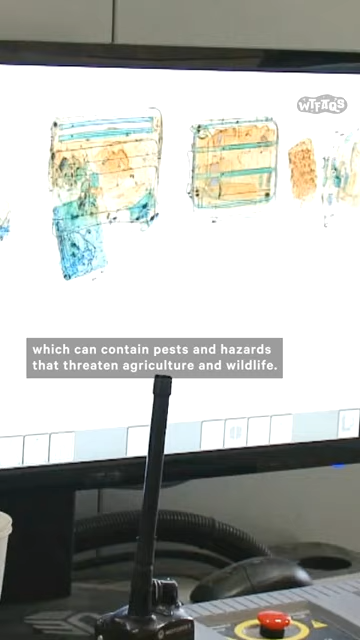 WTFAQS
which can contain pests and hazards
that threaten agriculture and wildlife.